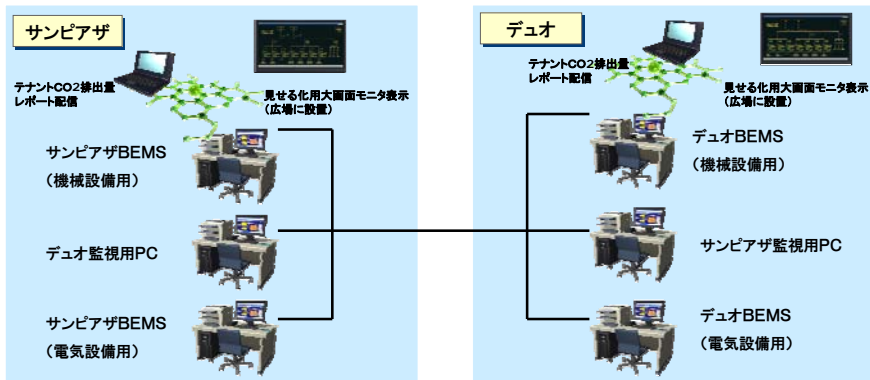 サンピアザ
テナントCO2排出量
レポート配信
見せる化用大画面モニタ表示
(広場に設置)
サンピアザBEMS
(機械設備用)
デュオ監視用PC
サンピアザBEMS
(電気設備用)
デュオ
テナントCO2排出量
レポート配信
見せる化用大画面モニタ表示
(広場に設置)
デュオBEMS
(機械設備用)
サンピアザ監視用PC
デュオBEMS
(電気設備用)